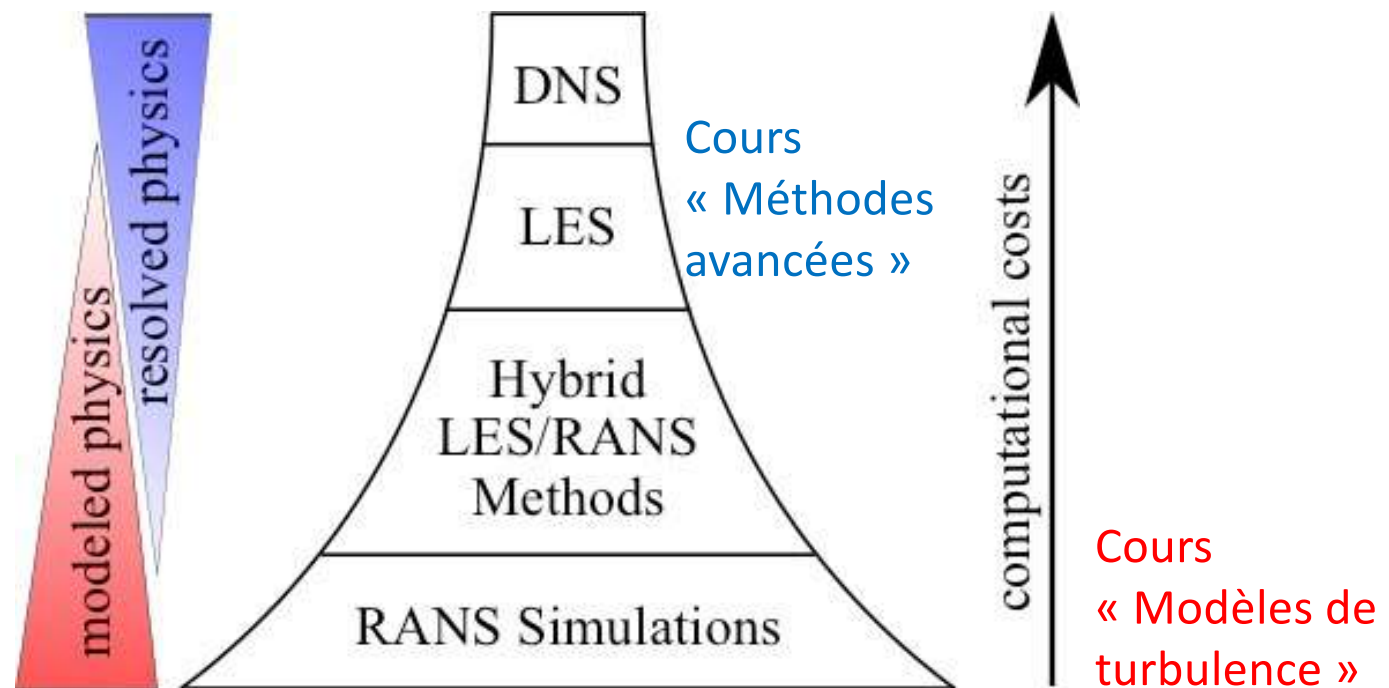 resolved physics
modeled physics
DNS
LES
Hybrid
LES/RANS
Methods
RANS Simulations
Cours
« Méthodes
avancées »
computational costs
Cours
« Modèles de
turbulence »